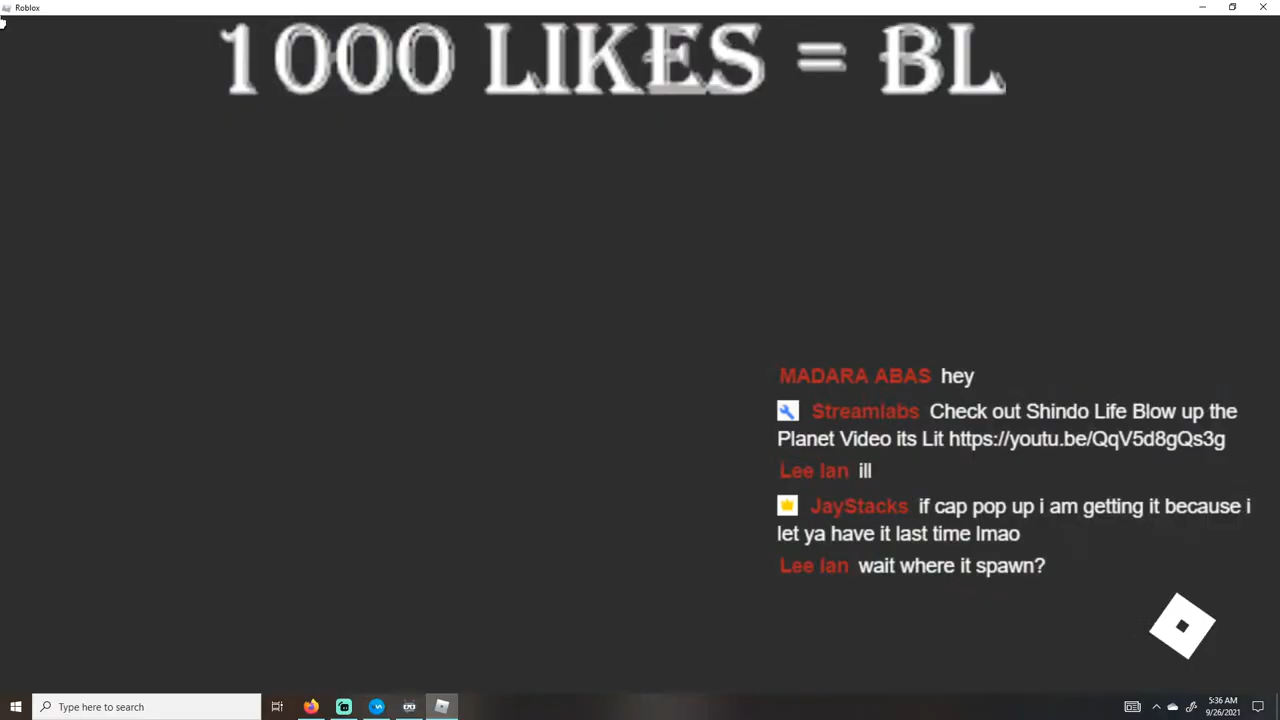 Roblox
1000 LIKES = BL
MADARA ABAS hey
Streamlabs Check out Shindo Life Blow up the
Planet Video its Lit https://youtu.be/QqV5d8gQs3g
Lee Ian ill
JayStacks if cap pop up i am getting it because i
let ya have it last time lmao
Lee Ian wait where it spawn?
Type here to search
5:36 AM
9/26/2021